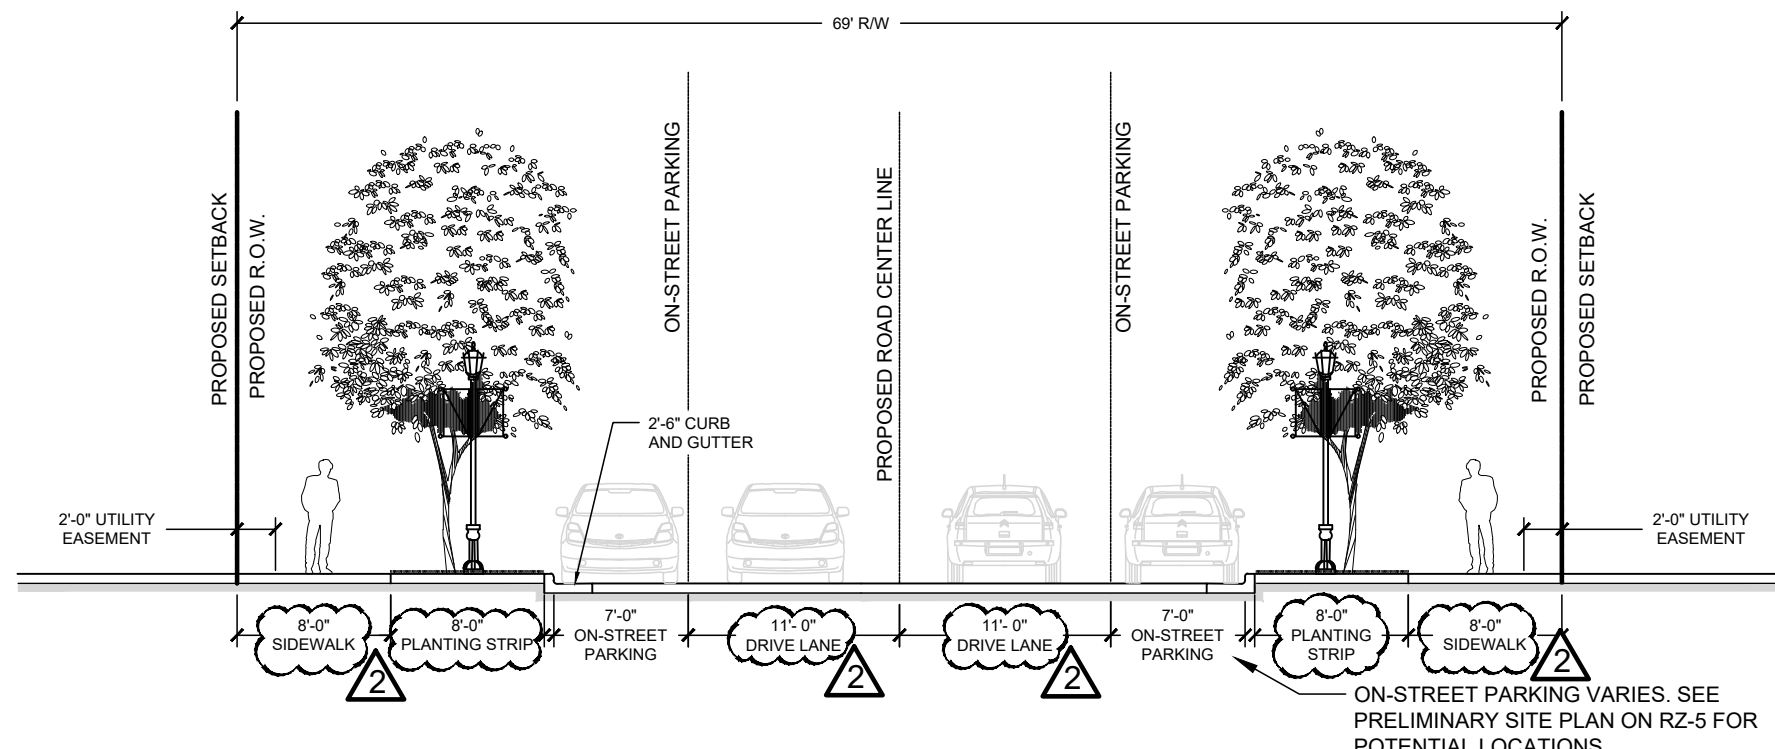 69' R/W
PROPOSED SETBACK
PROPOSED R.O.W.
ON-STREET PARKING
PROPOSED ROAD CENTER LINE
ON-STREET PARKING
PROPOSED R.O.W.
PROPOSED SETBACK
2'-6" CURB
AND GUTTER
2'-0" UTILITY
EASEMENT
2'-0" UTILITY
EASEMENT
8'-0"
SIDEWALK
2
8'-0"
PLANTING STRIP
7'-0"
ON-STREET
PARKING
11'- 0"
DRIVE LANE
2
11'- 0"
DRIVE LANE
2
7'-0"
ON-STREET
PARKING
8'-0"
PLANTING
STRIP
8'-0"
SIDEWALK
2
ON-STREET PARKING VARIES. SEE
PRELIMINARY SITE PLAN ON RZ-5 FOR
POTENTIAL LOCATIONS